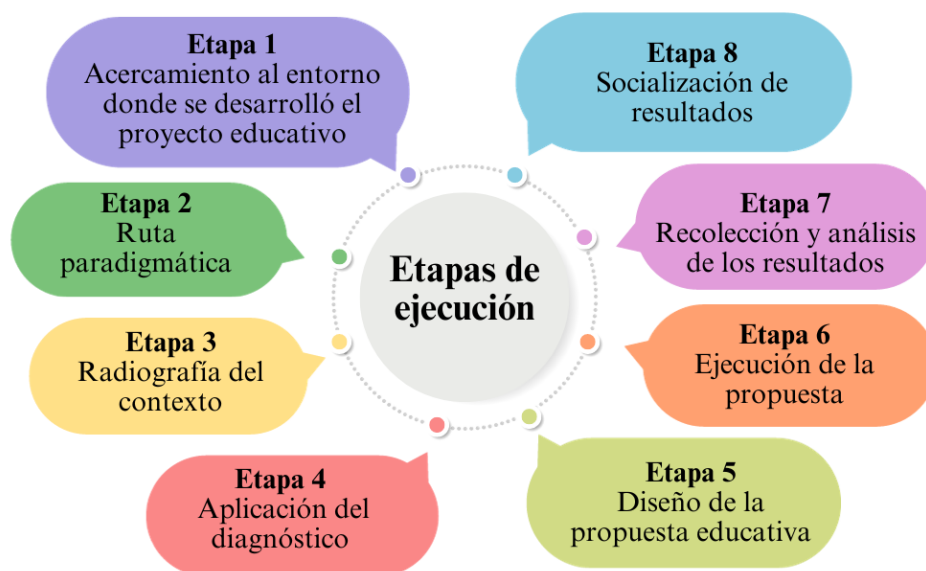 Etapas de
ejecución
Etapa 1
Acercamiento al entorno
donde se desarrolló el
proyecto educativo
Etapa 2
Ruta
paradigmática
Etapa 3
Radiografía del
contexto
Etapa 4
Aplicación del
diagnóstico
Etapa 5
Diseño de la
propuesta educativa
Etapa 6
Ejecución de la
propuesta
Etapa 7
Recolección y análisis
de los resultados
Etapa 8
Socialización de
resultados